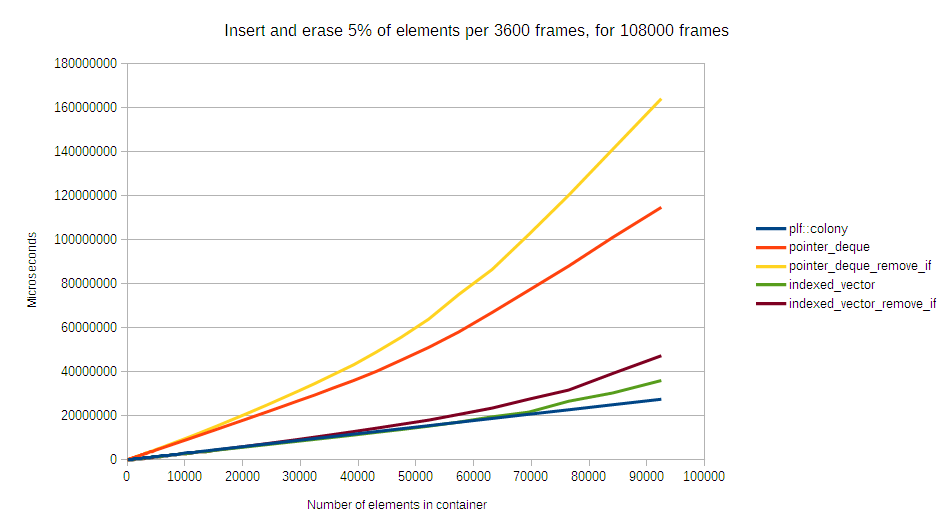 Insert and erase 5% of elements per 3600 frames, for 108000 frames
180000000
160000000
140000000
120000000
100000000
80000000
60000000
40000000
20000000
0
Microseconds
0 10000 20000 30000 40000 50000 60000 70000 80000 90000 100000
Number of elements in container
plf::colony
pointer_deque
pointer_deque_remove_if
indexed_vector
indexed_vector_remove_if